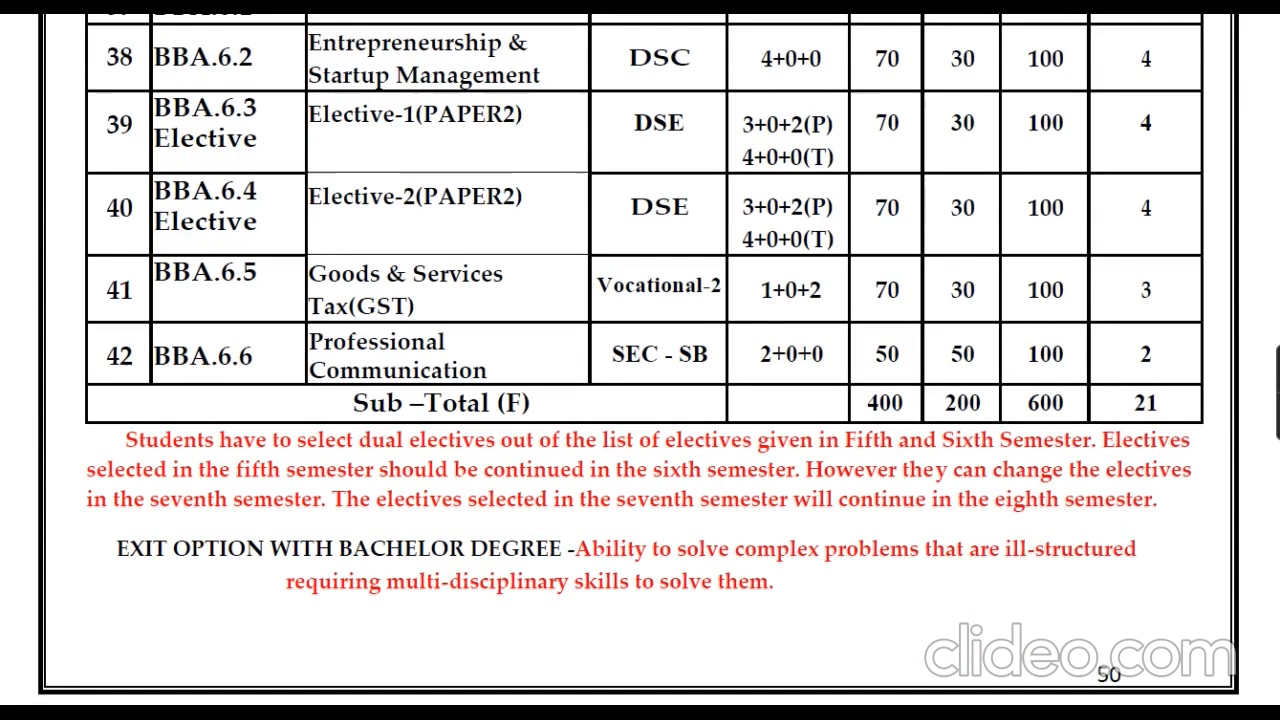 38 BBA.6.2 Entrepreneurship & Startup Management DSC 4+0+0 70 30 100 4
39 BBA.6.3 Elective Elective-1(PAPER2) DSE 3+0+2(P) 4+0+0(T) 70 30 100 4
40 BBA.6.4 Elective Elective-2(PAPER2) DSE 3+0+2(P) 4+0+0(T) 70 30 100 4
41 BBA.6.5 Goods & Services Tax(GST) Vocational-2 1+0+2 70 30 100 3
42 BBA.6.6 Professional Communication SEC - SB 2+0+0 50 50 100 2
Sub –Total (F) 400 200 600 21
Students have to select dual electives out of the list of electives given in Fifth and Sixth Semester. Electives
selected in the fifth semester should be continued in the sixth semester. However they can change the electives
in the seventh semester. The electives selected in the seventh semester will continue in the eighth semester.
EXIT OPTION WITH BACHELOR DEGREE -Ability to solve complex problems that are ill-structured
requiring multi-disciplinary skills to solve them.
clideo.com
50